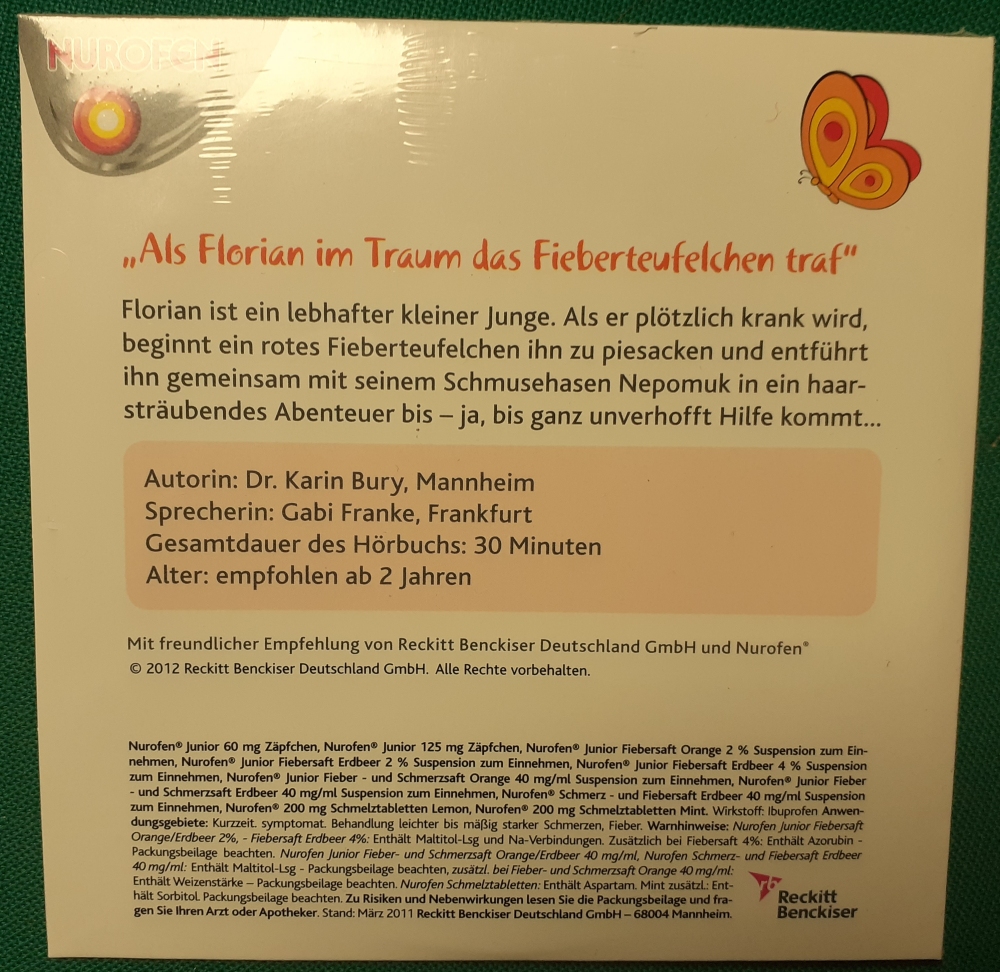 NUROFEN
„Als Florian im Traum das Fieberteufelchen traf“
Florian ist ein lebhafter kleiner Junge. Als er plötzlich krank wird,
beginnt ein rotes Fieberteufelchen ihn zu piesacken und entführt
ihn gemeinsam mit seinem Schmusehasen Nepomuk in ein haar-
sträubendes Abenteuer bis – ja, bis ganz unverhofft Hilfe kommt...
Autorin: Dr. Karin Bury, Mannheim
Sprecherin: Gabi Franke, Frankfurt
Gesamtdauer des Hörbuchs: 30 Minuten
Alter: empfohlen ab 2 Jahren
Mit freundlicher Empfehlung von Reckitt Benckiser Deutschland GmbH und Nurofen®
© 2012 Reckitt Benckiser Deutschland GmbH. Alle Rechte vorbehalten.
Nurofen® Junior 60 mg Zäpfchen, Nurofen® Junior 125 mg Zäpfchen, Nurofen® Junior Fiebersaft Orange 2 % Suspension zum Ein-
nehmen, Nurofen® Junior Fiebersaft Erdbeer 2 % Suspension zum Einnehmen, Nurofen® Junior Fiebersaft Erdbeer 4 % Suspension
zum Einnehmen, Nurofen® Junior Fieber - und Schmerzsaft Orange 40 mg/ml Suspension zum Einnehmen, Nurofen® Junior Fieber
- und Schmerzsaft Erdbeer 40 mg/ml Suspension zum Einnehmen, Nurofen® Schmerz - und Fiebersaft Erdbeer 40 mg/ml Suspension
zum Einnehmen, Nurofen® 200 mg Schmelztabletten Lemon, Nurofen® 200 mg Schmelztabletten Mint. Wirkstoff: Ibuprofen Anwen-
dungsgebiete: Kurzzeit. symptomat. Behandlung leichter bis mäßig starker Schmerzen, Fieber. Warnhinweise: Nurofen Junior Fiebersaft
Orange/Erdbeer 2%, - Fiebersaft Erdbeer 4%: Enthält Maltitol-Lsg und Na-Verbindungen. Zusätzlich bei Fiebersaft 4%: Enthält Azorubin -
Packungsbeilage beachten. Nurofen Junior Fieber- und Schmerzsaft Orange/Erdbeer 40 mg/ml, Nurofen Schmerz- und Fiebersaft Erdbeer
40 mg/ml: Enthält Maltitol-Lsg - Packungsbeilage beachten, zusätzl. bei Fieber- und Schmerzsaft Orange 40 mg/ml:
Enthält Weizenstärke – Packungsbeilage beachten. Nurofen Schmelztabletten: Enthält Aspartam. Mint zusätzl.: Ent-
hält Sorbitol. Packungsbeilage beachten. Zu Risiken und Nebenwirkungen lesen Sie die Packungsbeilage und fra-
gen Sie Ihren Arzt oder Apotheker. Stand: März 2011 Reckitt Benckiser Deutschland GmbH – 68004 Mannheim.
rb
Reckitt
Benckiser